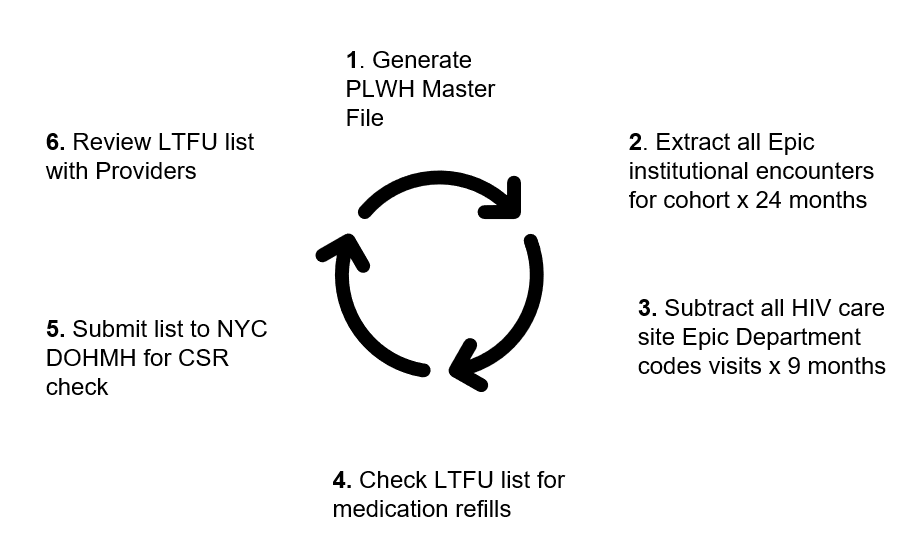 1. Generate
PLWH Master
File
2. Extract all Epic
institutional encounters
for cohort x 24 months
3. Subtract all HIV care
site Epic Department
codes visits x 9 months
4. Check LTFU list for
medication refills
5. Submit list to NYC
DOHMH for CSR
check
6. Review LTFU list
with Providers